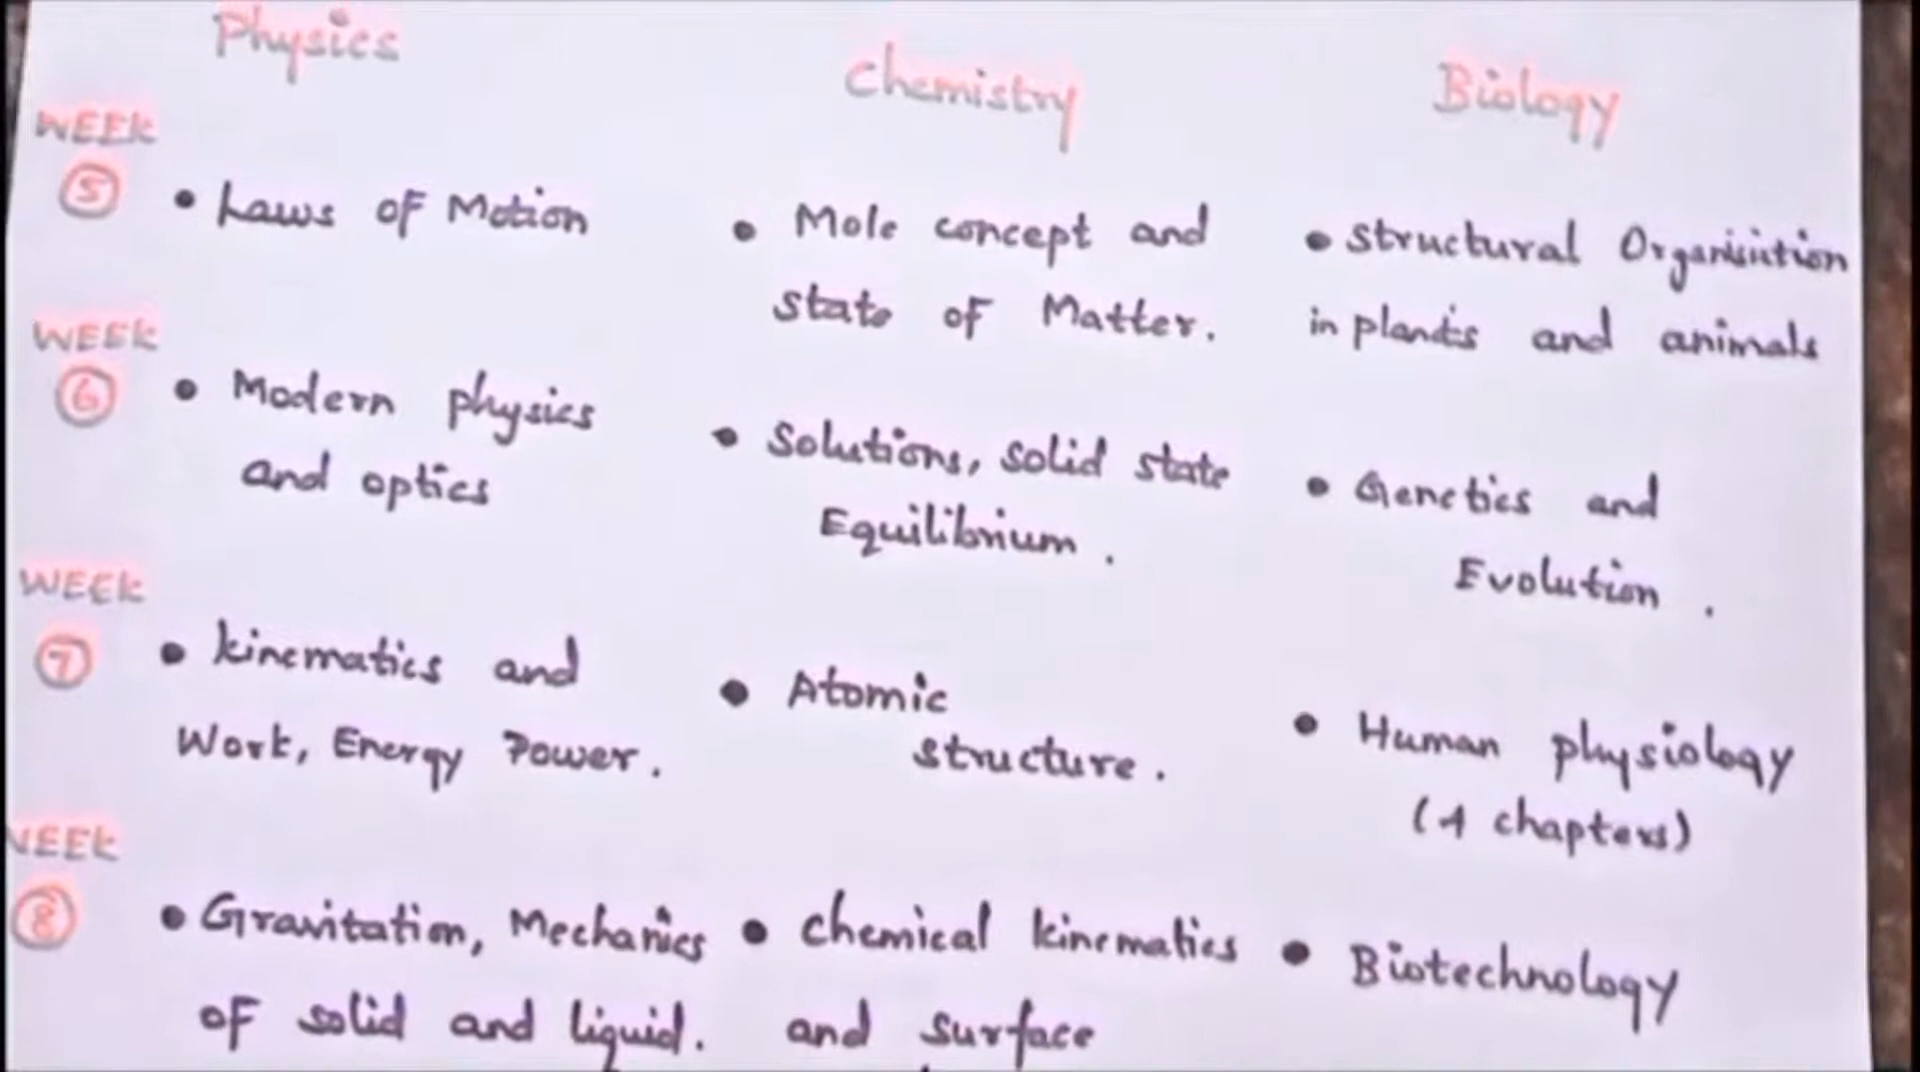 Physics
Chemistry
Biology
WEEK
5
• Laws of Motion
• Mole concept and
state of Matter.
• Structural Organisation
in plants and animals
WEEK
6
• Modern physics
and optics
• Solutions, solid state
Equilibrium .
• Genetics and
Evolution .
WEEK
7
• kinematics and
Work, Energy Power.
• Atomic
structure.
• Human physiology
(4 chapters)
WEEK
8
• Gravitation, Mechanics
of solid and liquid.
• Chemical kinematics
and surface
• Biotechnology